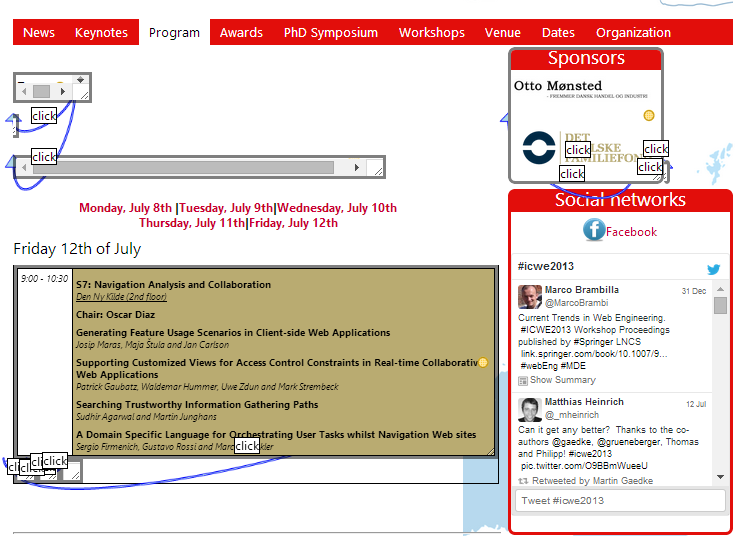 News Keynotes Program Awards PhD Symposium Workshops Venue Dates Organization
click
click
Monday, July 8th |Tuesday, July 9th|Wednesday, July 10th
Thursday, July 11th|Friday, July 12th
Friday 12th of July
9:00 - 10:30
S7: Navigation Analysis and Collaboration
Den Ny Kilde (2nd floor)
Chair: Oscar Diaz
Generating Feature Usage Scenarios in Client-side Web Applications
Josip Maras, Maja Štula and Jan Carlson
Supporting Customized Views for Access Control Constraints in Real-time Collaborativ
Web Applications
Patrick Gaubatz, Waldemar Hummer, Uwe Zdun and Mark Strembeck
Searching Trustworthy Information Gathering Paths
Sudhir Agarwal and Martin Junghans
A Domain Specific Language for Orchestrating User Tasks whilst Navigation Web sites
Sergio Firmenich, Gustavo Rossi and Marc kler
click
click
click
Sponsors
Otto Mønsted
- FREMMER DANSK HANDEL OG INDUSTRI
DET
click
click
FAMILIEFON
click
click
Social networks
Facebook
#icwe2013
Marco Brambilla 31 Dec
@MarcoBrambi
Current Trends in Web Engineering.
#ICWE2013 Workshop Proceedings
published by #Springer LNCS
link.springer.com/book/10.1007/9...
#webEng #MDE
Show Summary
Matthias Heinrich 12 Jul
@_mheinrich
Can it get any better? Thanks to the co-
authors @gaedke, @grueneberger, Thomas
and Philipp! #icwe2013
pic.twitter.com/O9BBmWueeU
Retweeted by Martin Gaedke
Tweet #icwe2013